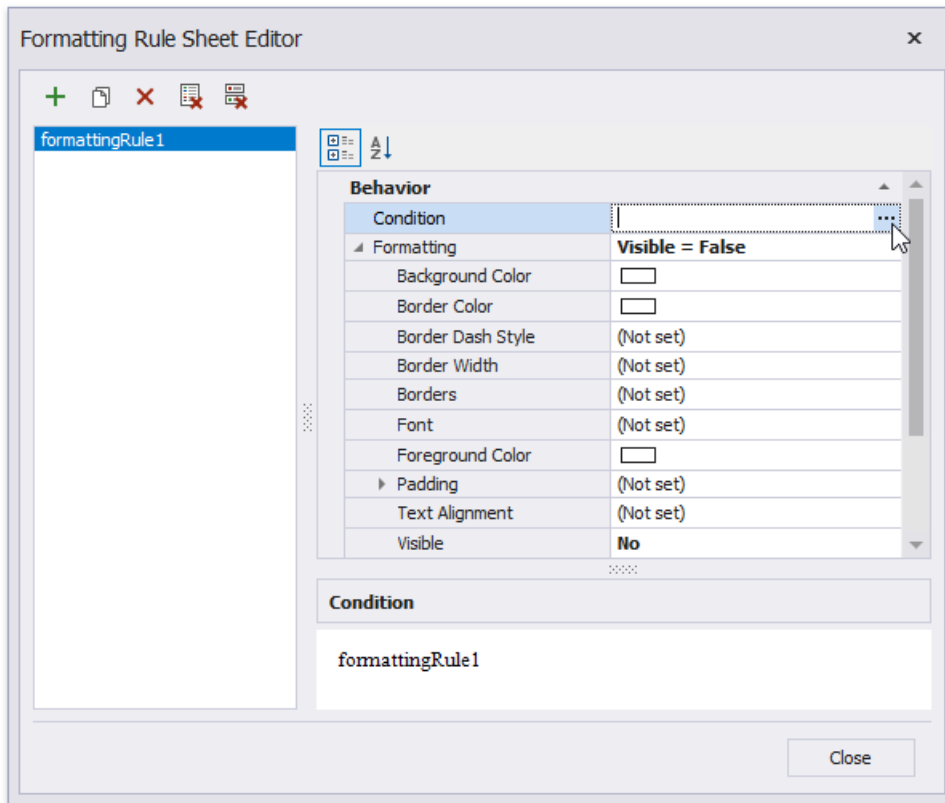 Formatting Rule Sheet Editor
formattingRule1
Behavior
Condition
Formatting Visible = False
Background Color
Border Color
Border Dash Style (Not set)
Border Width (Not set)
Borders (Not set)
Font (Not set)
Foreground Color
Padding (Not set)
Text Alignment (Not set)
Visible No
Condition
formattingRule1
Close